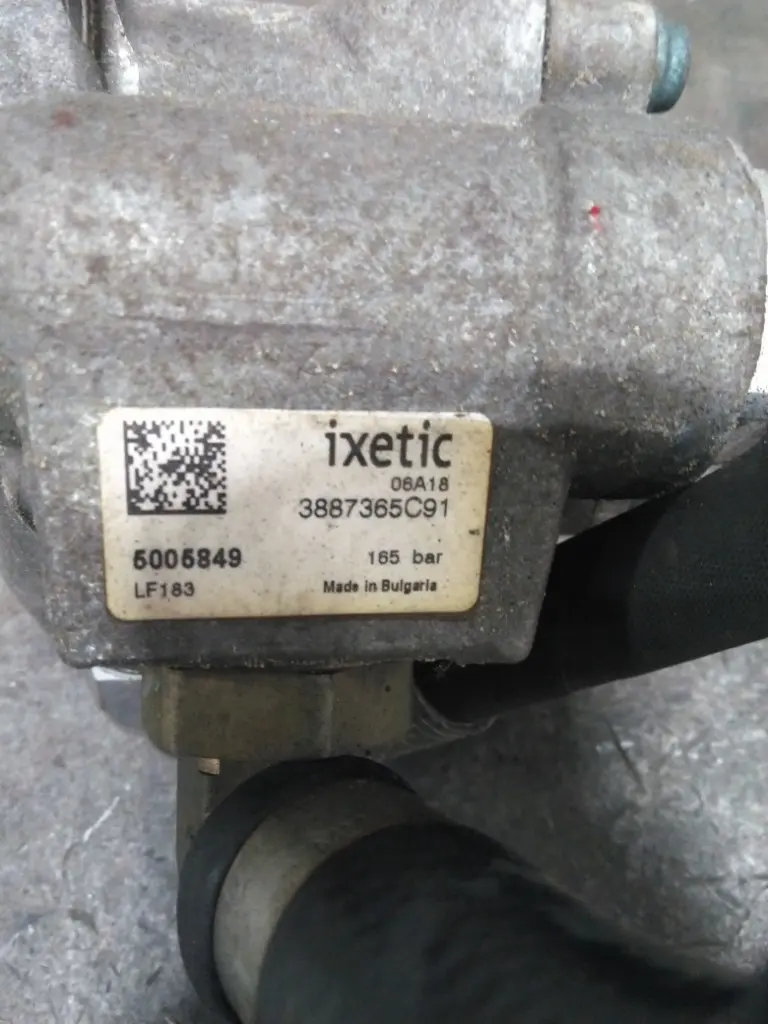 ixetic
06A18
3887365C91
5005849
165 bar
LF183
Made in Bulgaria